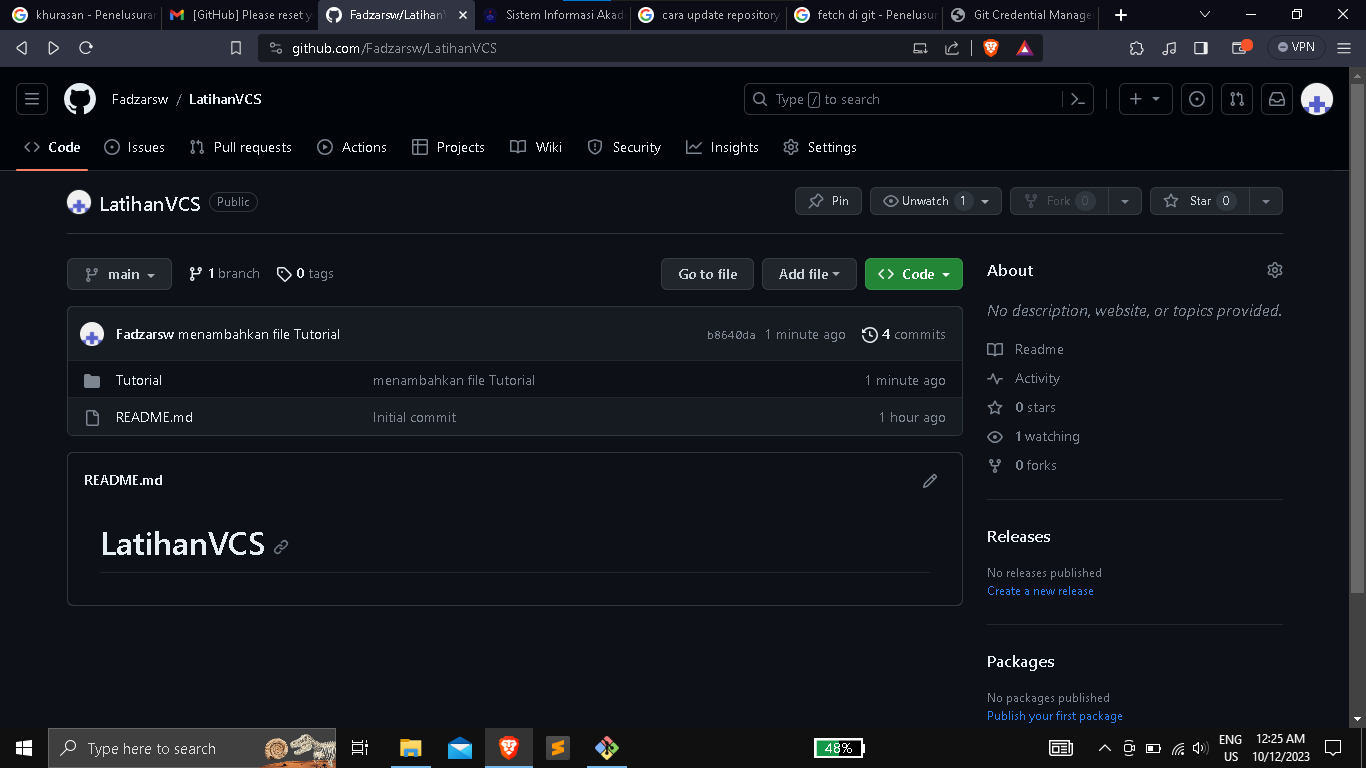 khurasan - Penelusuran
[GitHub] Please reset y
Fadzarsw/LatihanV
Sistem Informasi Akad
cara update repository
fetch di git - Penelusur
Git Credential Manage
github.com/Fadzarsw/LatihanVCS
VPN
Fadzarsw / LatihanVCS
Type / to search
Code
Issues
Pull requests
Actions
Projects
Wiki
Security
Insights
Settings
LatihanVCS Public
Pin
Unwatch 1
Fork 0
Star 0
main
1 branch
0 tags
Go to file
Add file
Code
Fadzarsw menambahkan file Tutorial b8640da 1 minute ago 4 commits
Tutorial menambahkan file Tutorial 1 minute ago
README.md Initial commit 1 hour ago
README.md
LatihanVCS
About
No description, website, or topics provided.
Readme
Activity
0 stars
1 watching
0 forks
Releases
No releases published
Create a new release
Packages
No packages published
Publish your first package
Type here to search
48%
ENG
US
12:25 AM
10/12/2023